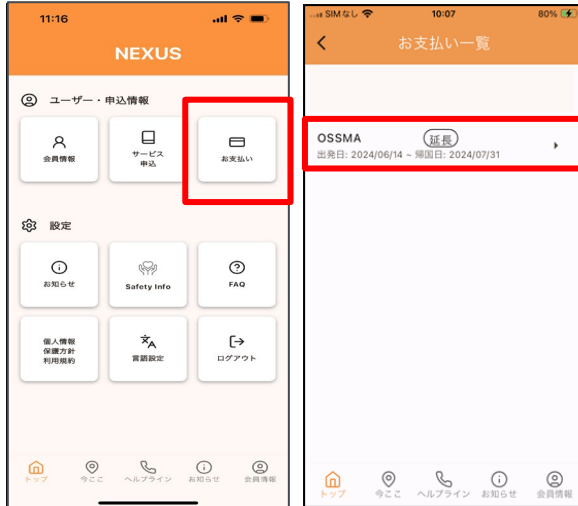 11:16
NEXUS
ユーザー・申込情報
会員情報
サービス
申込
お支払い
設定
お知らせ
Safety Info
FAQ
個人情報
保護方針
利用規約
言語設定
ログアウト
トップ
今ここ
ヘルプライン
お知らせ
会員情報
SIMなし
10:07
80%
お支払い一覧
OSSMA
延長
出発日: 2024/06/14 ~ 帰国日: 2024/07/31
トップ
今ここ
ヘルプライン
お知らせ
会員情報